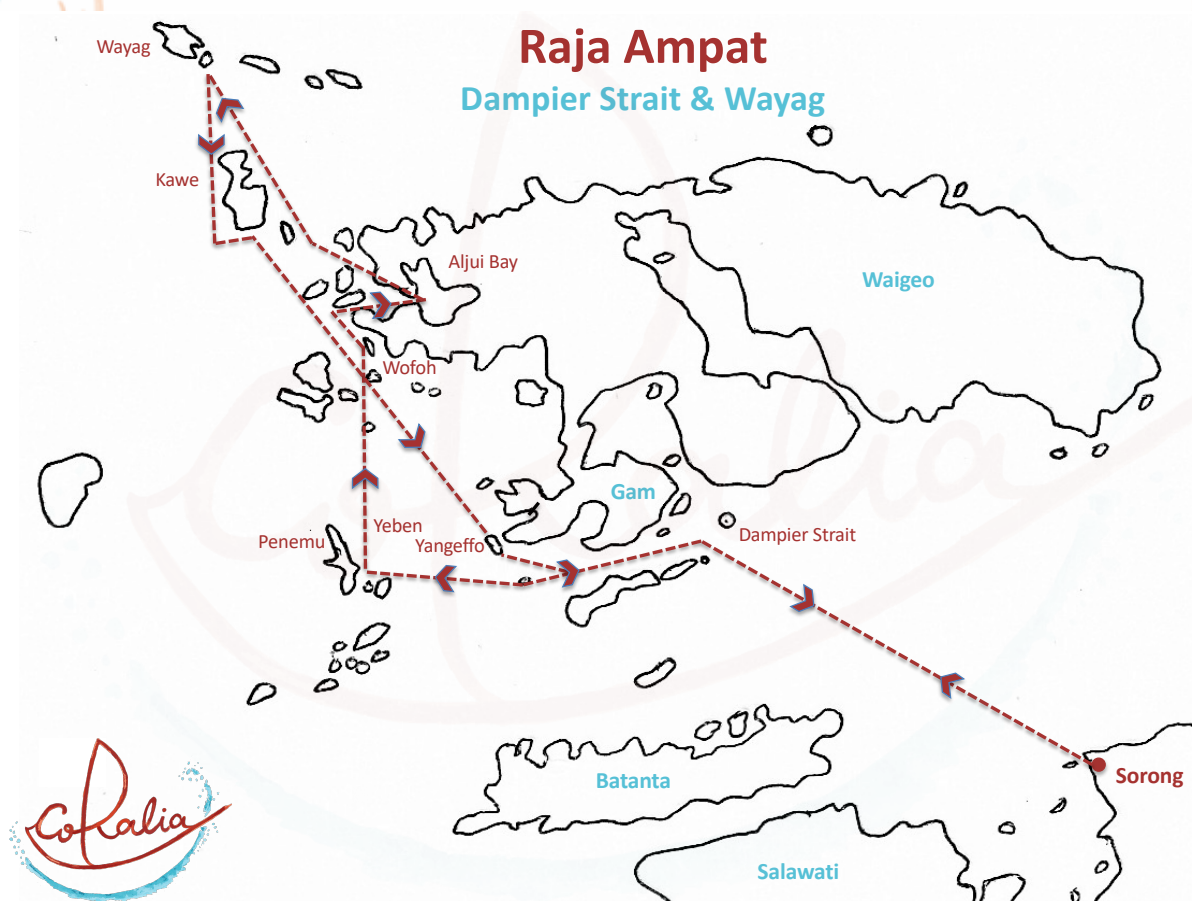 Raja Ampat
Dampier Strait & Wayag
Wayag
Kawe
Aljui Bay
Waigeo
Wofoh
Gam
Yeben
Penemu
Yangeffo
Dampier Strait
Sorong
Batanta
Salawati
CoRalia
CoRalia